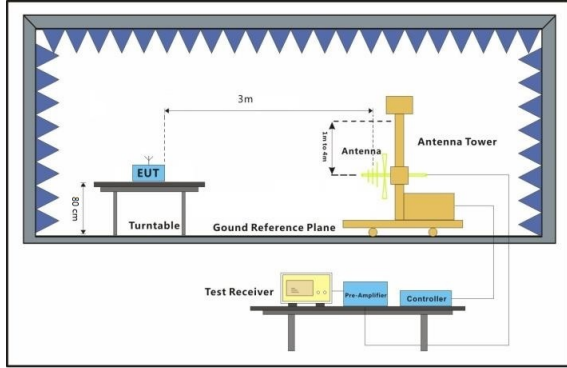 3m
1m to 4m
Antenna
Antenna Tower
EUT
80 cm
Turntable
Gound Reference Plane
Test Receiver
Pre-Amplifier
Controller